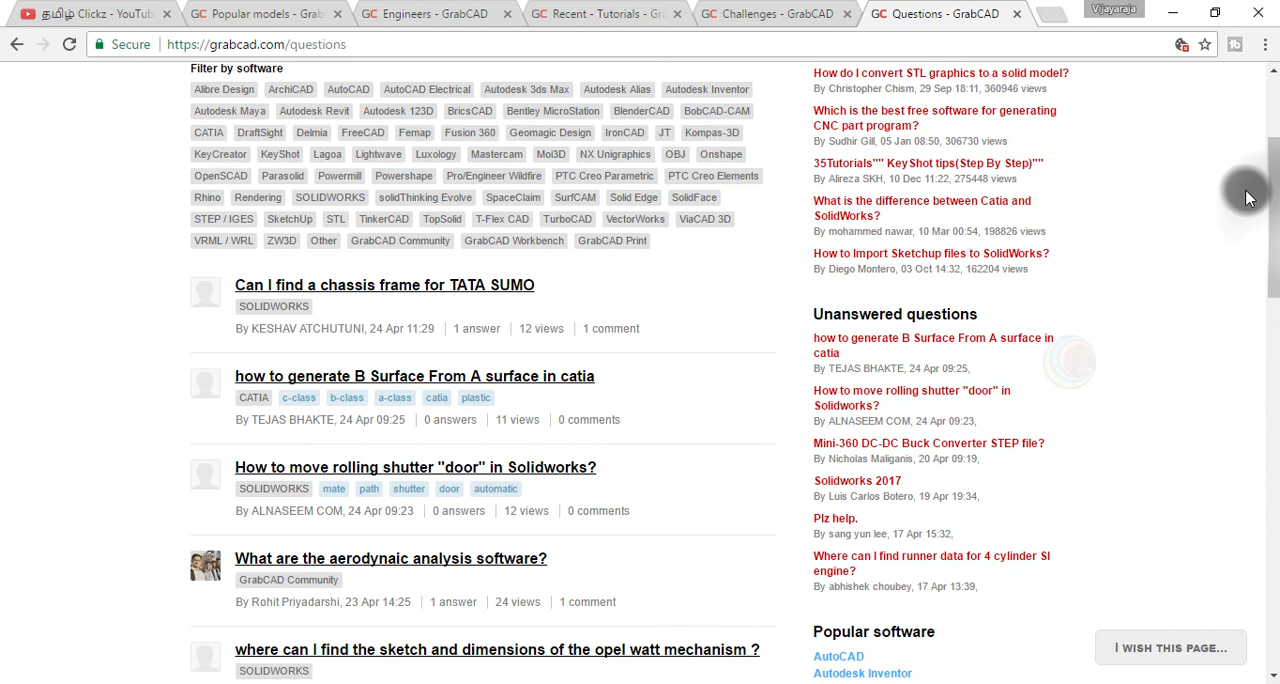 தமிழ் Clickz - YouTub
GC Popular models - Grab
GC Engineers - GrabCAD
GC Recent - Tutorials - Gr
GC Challenges - GrabCAD
GC Questions - GrabCAD
Vijayaraja
Secure https://grabcad.com/questions
Filter by software
Alibre Design ArchiCAD AutoCAD AutoCAD Electrical Autodesk 3ds Max Autodesk Alias Autodesk Inventor
Autodesk Maya Autodesk Revit Autodesk 123D BricsCAD Bentley MicroStation BlenderCAD BobCAD-CAM
CATIA DraftSight Delmia FreeCAD Femap Fusion 360 Geomagic Design IronCAD JT Kompas-3D
KeyCreator KeyShot Lagoa Lightwave Luxology Mastercam Moi3D NX Unigraphics OBJ Onshape
OpenSCAD Parasolid Powermill Powershape Pro/Engineer Wildfire PTC Creo Parametric PTC Creo Elements
Rhino Rendering SOLIDWORKS solidThinking Evolve SpaceClaim SurfCAM Solid Edge SolidFace
STEP / IGES SketchUp STL TinkerCAD TopSolid T-Flex CAD TurboCAD VectorWorks ViaCAD 3D
VRML / WRL ZW3D Other GrabCAD Community GrabCAD Workbench GrabCAD Print
Can I find a chassis frame for TATA SUMO
SOLIDWORKS
By KESHAV ATCHUTUNI, 24 Apr 11:29 1 answer 12 views 1 comment
how to generate B Surface From A surface in catia
CATIA c-class b-class a-class catia plastic
By TEJAS BHAKTE, 24 Apr 09:25 0 answers 11 views 0 comments
How to move rolling shutter "door" in Solidworks?
SOLIDWORKS mate path shutter door automatic
By ALNASEEM COM, 24 Apr 09:23 0 answers 12 views 0 comments
What are the aerodynaic analysis software?
GrabCAD Community
By Rohit Priyadarshi, 23 Apr 14:25 1 answer 24 views 1 comment
where can I find the sketch and dimensions of the opel watt mechanism ?
SOLIDWORKS
How do I convert STL graphics to a solid model?
By Christopher Chism, 29 Sep 18:11, 360946 views
Which is the best free software for generating
CNC part program?
By Sudhir Gill, 05 Jan 08:50, 306730 views
35Tutorials"" KeyShot tips(Step By Step)""
By Alireza SKH, 10 Dec 11:22, 275448 views
What is the difference between Catia and
SolidWorks?
By mohammed nawar, 10 Mar 00:54, 198826 views
How to Import Sketchup files to SolidWorks?
By Diego Montero, 03 Oct 14:32, 162204 views
Unanswered questions
how to generate B Surface From A surface in
catia
By TEJAS BHAKTE, 24 Apr 09:25,
How to move rolling shutter "door" in
Solidworks?
By ALNASEEM COM, 24 Apr 09:23,
Mini-360 DC-DC Buck Converter STEP file?
By Nicholas Maliganis, 20 Apr 09:19,
Solidworks 2017
By Luis Carlos Botero, 19 Apr 19:34,
Plz help.
By sang yun lee, 17 Apr 15:32,
Where can I find runner data for 4 cylinder SI
engine?
By abhishek choubey, 17 Apr 13:39,
Popular software
AutoCAD
Autodesk Inventor
I WISH THIS PAGE...